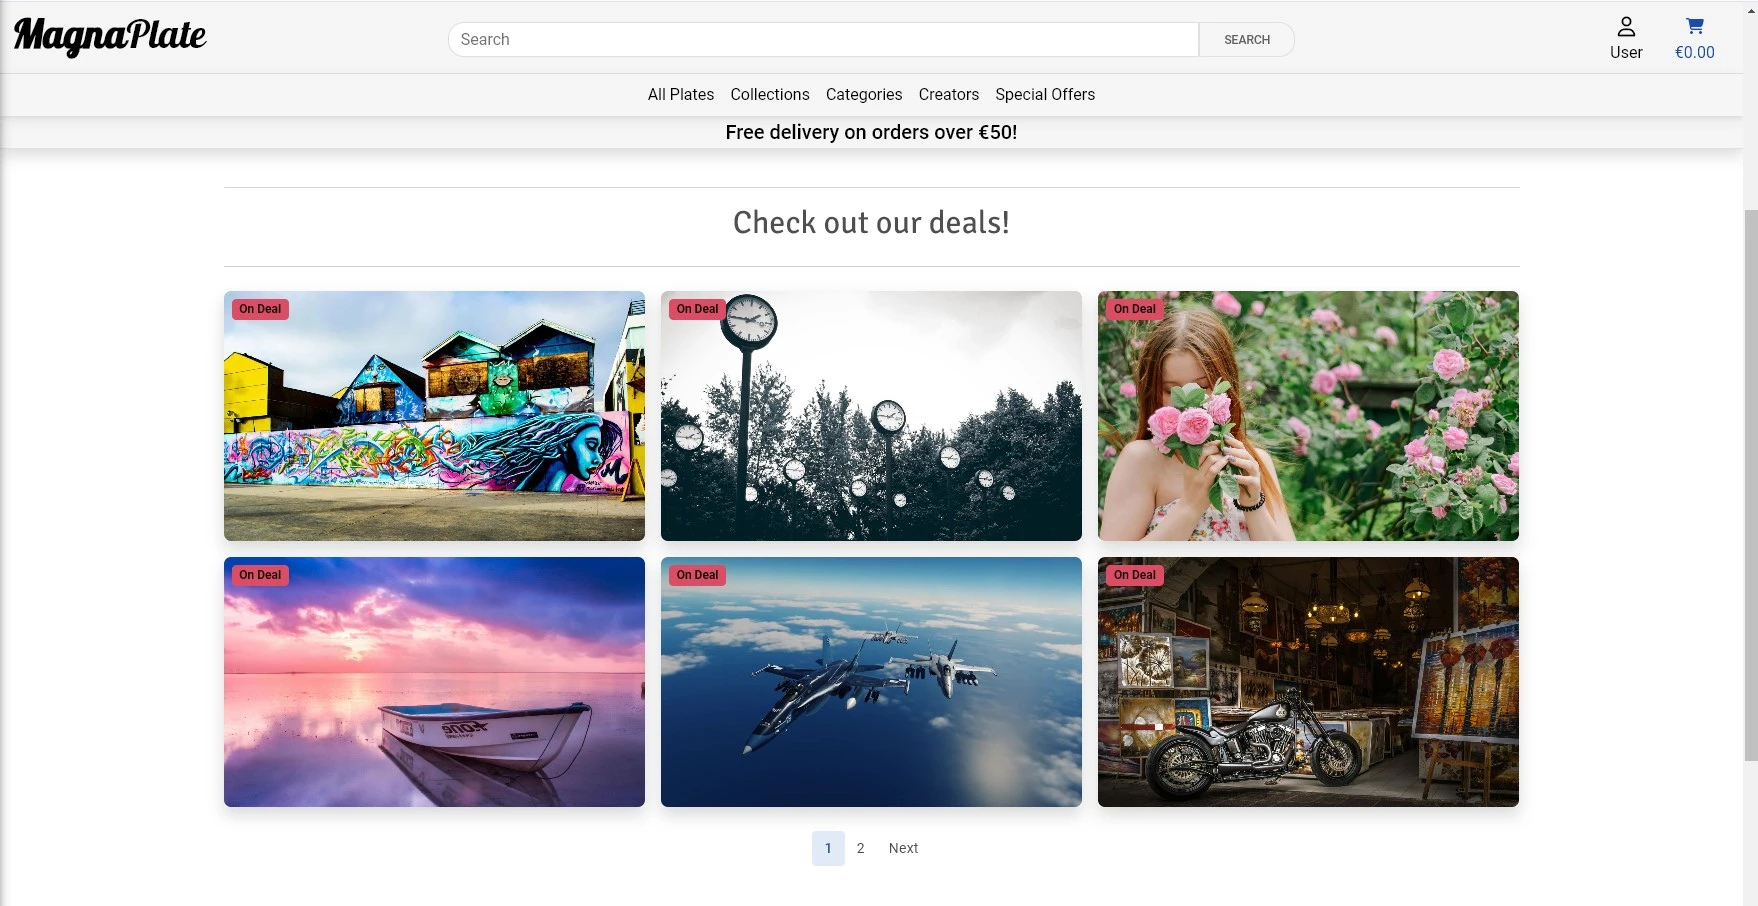 MagnaPlate
Search
SEARCH
User
€0.00
All Plates Collections Categories Creators Special Offers
Free delivery on orders over €50!
Check out our deals!
On Deal
On Deal
On Deal
On Deal
On Deal
On Deal
1 2 Next